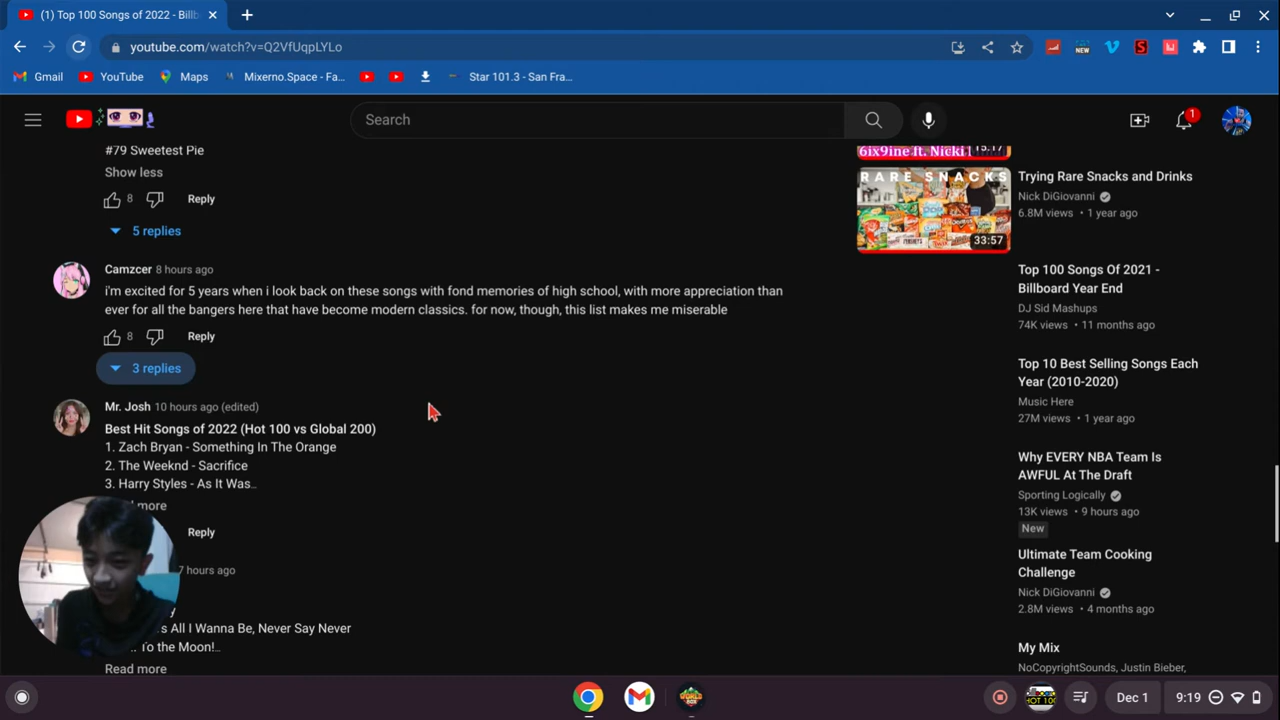 (1) Top 100 Songs of 2022 - Billb
youtube.com/watch?v=Q2VfUqpLYLo
Gmail YouTube Maps Mixerno.Space - Fa... Star 101.3 - San Fra...
Search
1
#79 Sweetest Pie
Show less
8 Reply
5 replies
Camzcer 8 hours ago
i'm excited for 5 years when i look back on these songs with fond memories of high school, with more appreciation than
ever for all the bangers here that have become modern classics. for now, though, this list makes me miserable
8 Reply
3 replies
Mr. Josh 10 hours ago (edited)
Best Hit Songs of 2022 (Hot 100 vs Global 200)
1. Zach Bryan - Something In The Orange
2. The Weeknd - Sacrifice
3. Harry Styles - As It Was…
more
Reply
7 hours ago
All I Wanna Be, Never Say Never
To the Moon!…
Read more
6ix9ine ft. Nicki
15:17
RARE SNACKS
33:57
Trying Rare Snacks and Drinks
Nick DiGiovanni
6.8M views • 1 year ago
Top 100 Songs Of 2021 -
Billboard Year End
DJ Sid Mashups
74K views • 11 months ago
Top 10 Best Selling Songs Each
Year (2010-2020)
Music Here
27M views • 1 year ago
Why EVERY NBA Team Is
AWFUL At The Draft
Sporting Logically
13K views • 9 hours ago
New
Ultimate Team Cooking
Challenge
Nick DiGiovanni
2.8M views • 4 months ago
My Mix
NoCopyrightSounds, Justin Bieber,
HOT 100
Dec 1
9:19